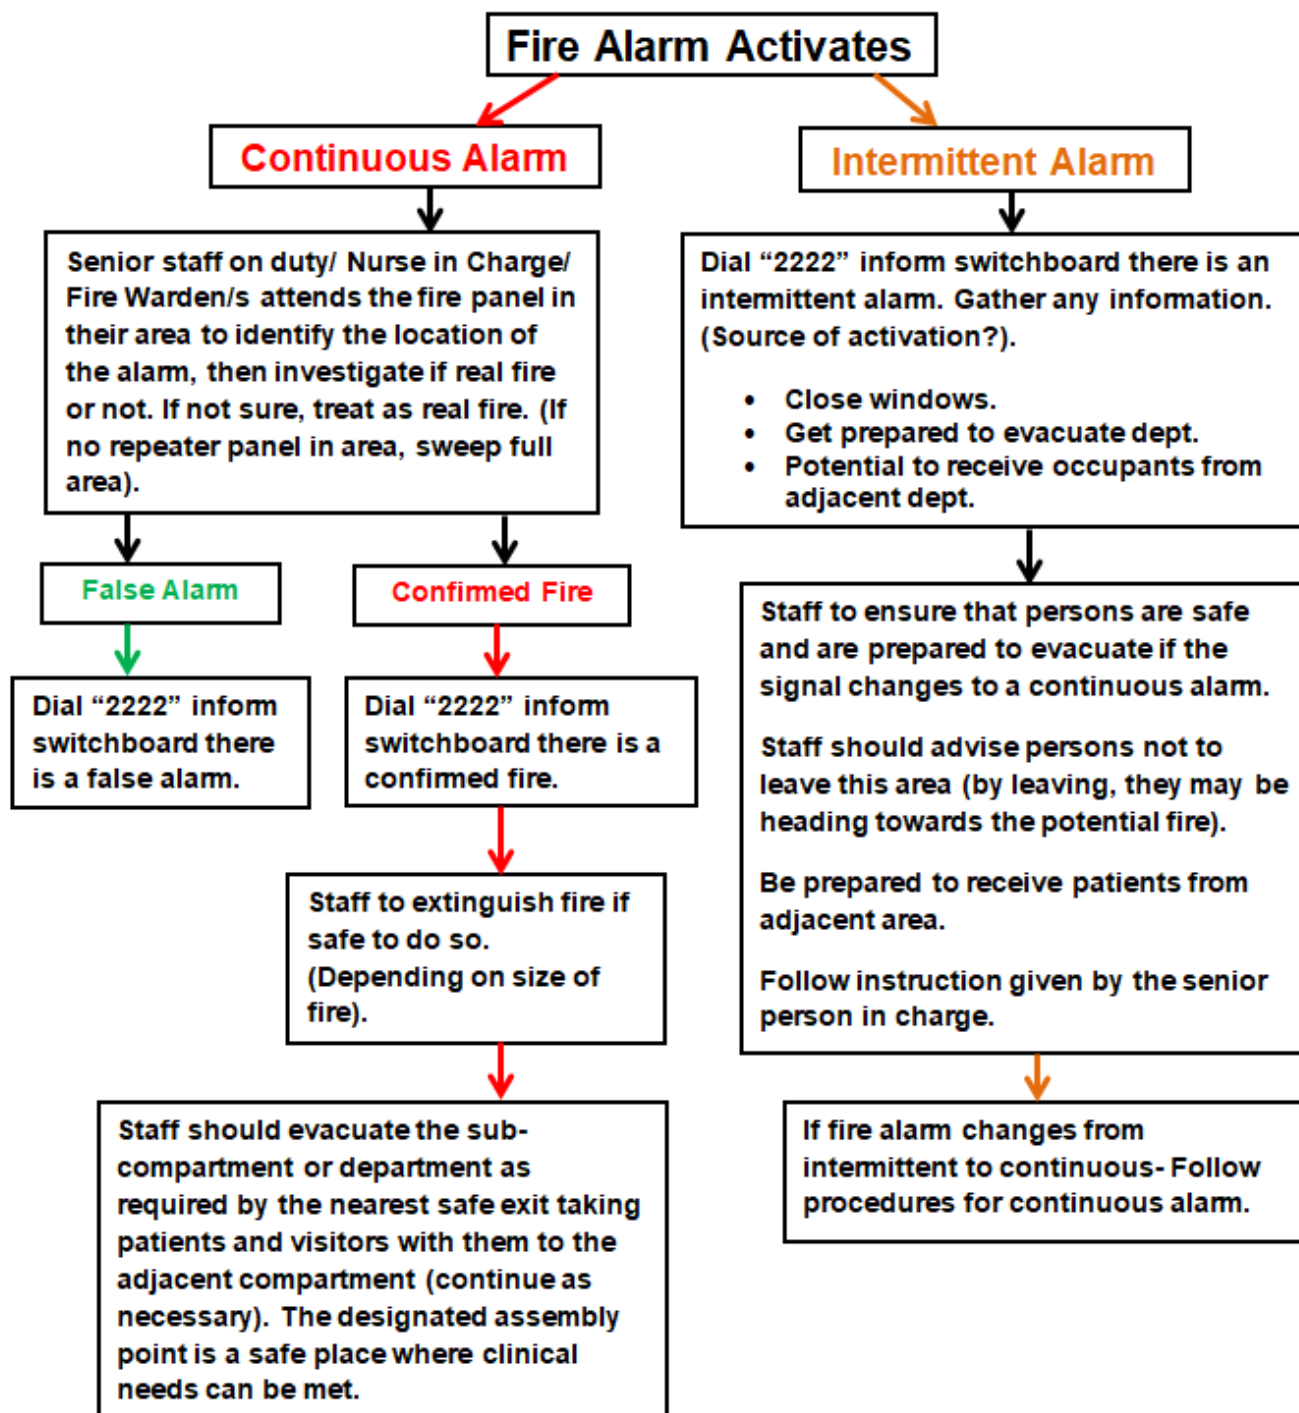 Fire Alarm Activates
Continuous Alarm
Senior staff on duty/ Nurse in Charge/
Fire Warden/s attends the fire panel in
their area to identify the location of
the alarm, then investigate if real fire
or not. If not sure, treat as real fire. (If
no repeater panel in area, sweep full
area).
False Alarm
Dial “2222” inform
switchboard there
is a false alarm.
Confirmed Fire
Dial “2222” inform
switchboard there is a
confirmed fire.
Staff to extinguish fire if
safe to do so.
(Depending on size of
fire).
Staff should evacuate the sub-
compartment or department as
required by the nearest safe exit taking
patients and visitors with them to the
adjacent compartment (continue as
necessary). The designated assembly
point is a safe place where clinical
needs can be met.
Intermittent Alarm
Dial “2222” inform switchboard there is an
intermittent alarm. Gather any information.
(Source of activation?).
• Close windows.
• Get prepared to evacuate dept.
• Potential to receive occupants from
adjacent dept.
Staff to ensure that persons are safe
and are prepared to evacuate if the
signal changes to a continuous alarm.
Staff should advise persons not to
leave this area (by leaving, they may be
heading towards the potential fire).
Be prepared to receive patients from
adjacent area.
Follow instruction given by the senior
person in charge.
If fire alarm changes from
intermittent to continuous- Follow
procedures for continuous alarm.